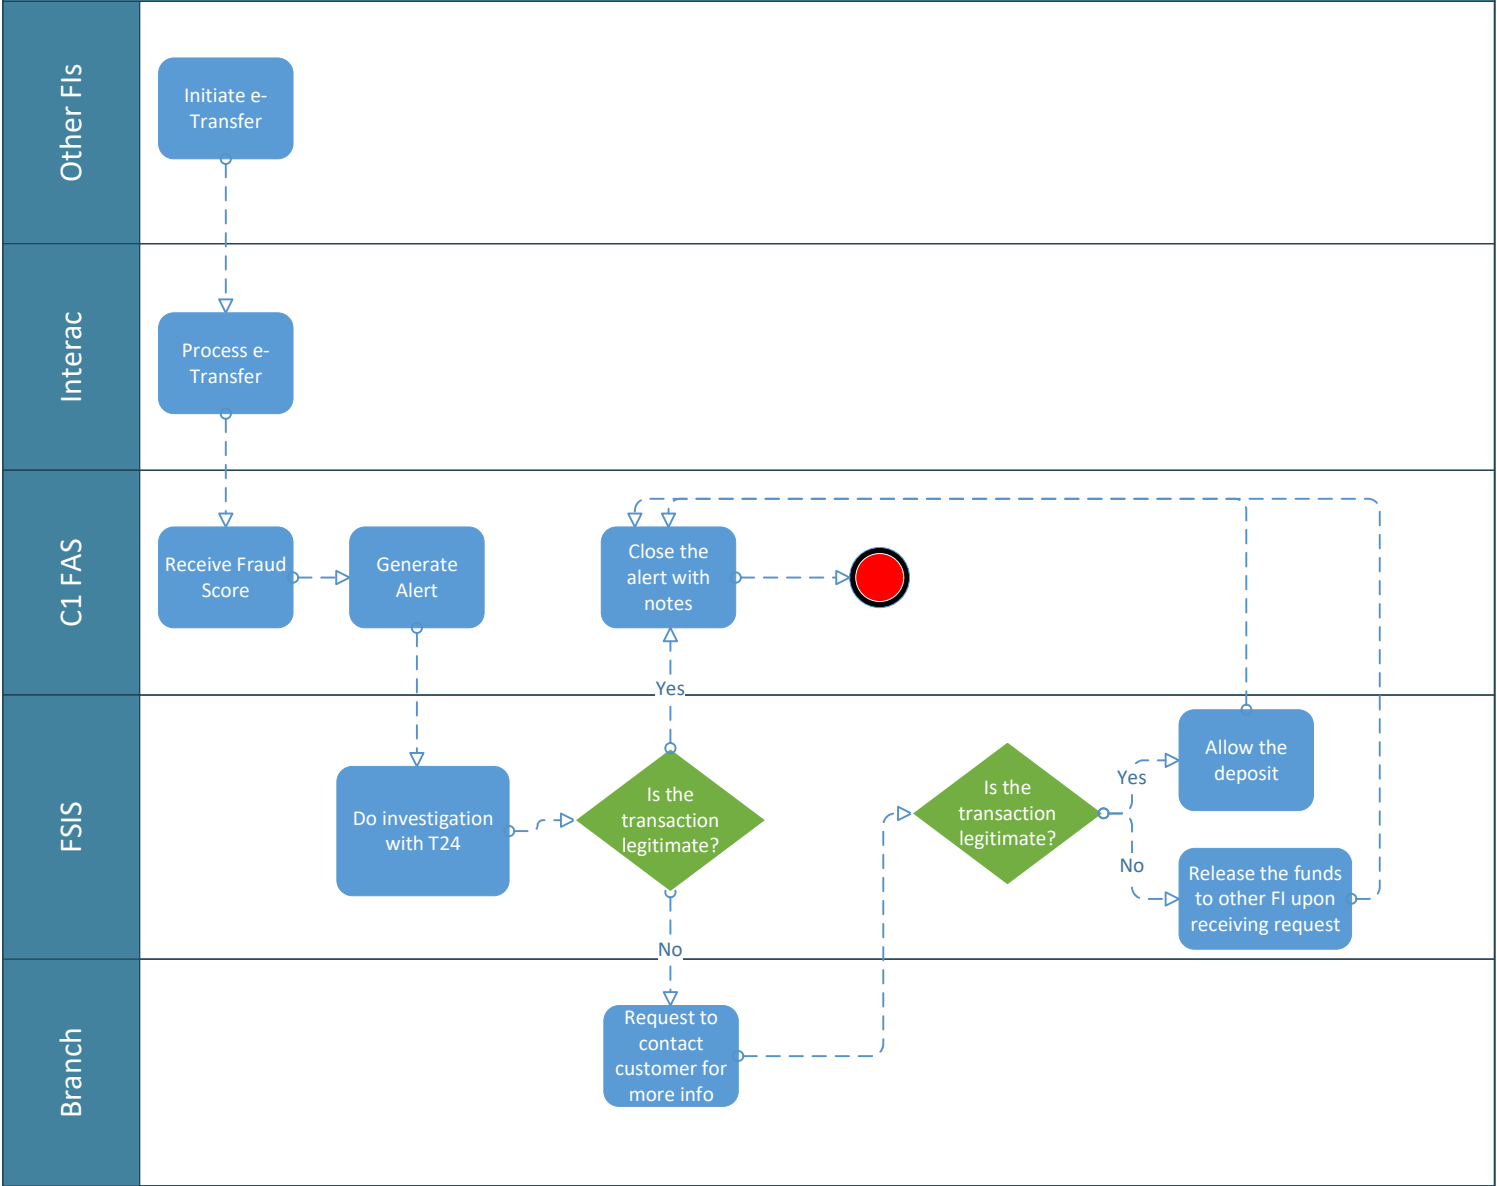 Other FIs
Initiate e-
Transfer
Interac
Process e-
Transfer
C1 FAS
Receive Fraud
Score
Generate
Alert
Close the
alert with
notes
Yes
FSIS
Do investigation
with T24
Is the
transaction
legitimate?
No
Is the
transaction
legitimate?
Yes
Allow the
deposit
No
Release the funds
to other FI upon
receiving request
Branch
Request to
contact
customer for
more info